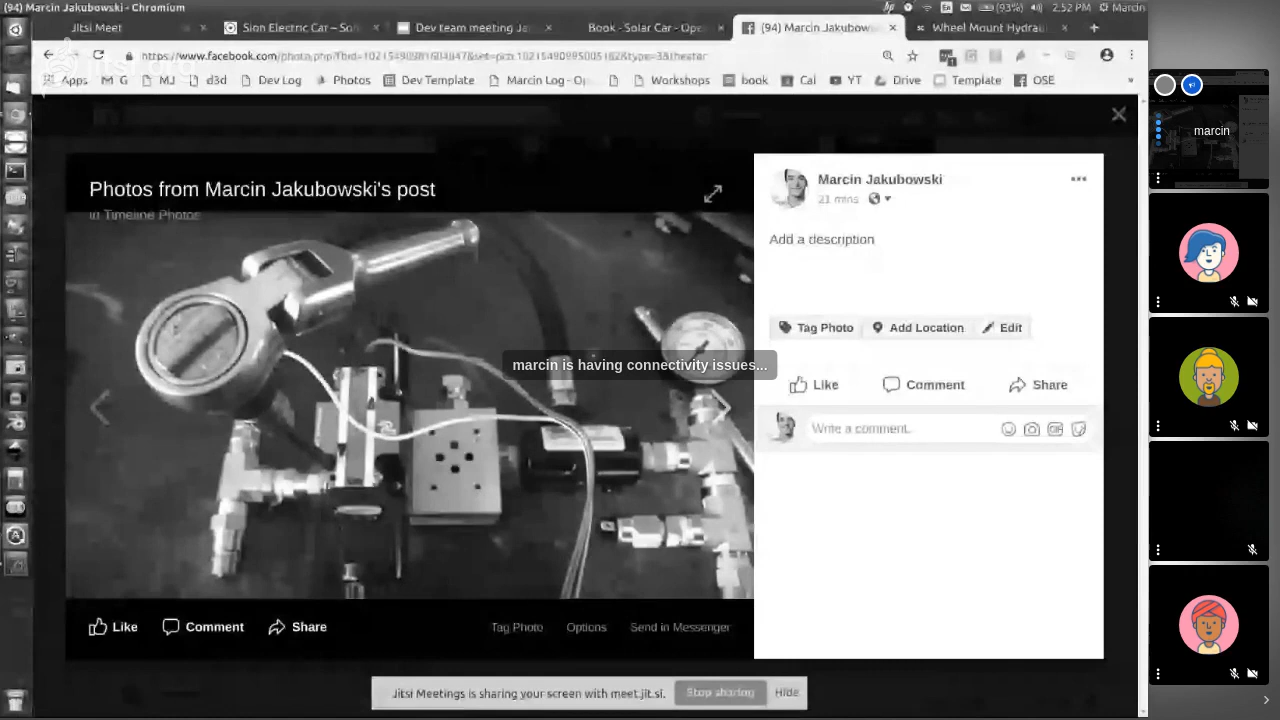 (94) Marcin Jakubowski - Chromium
En (93%) 2:52 PM Marcin
Jitsi Meet
Sion Electric Car – So
Dev team meeting Ja
Book - Solar Car - Ope
(94) Marcin Jakubows
Wheel Mount Hydrau
Apps
M G
MJ
d3d
Dev Log
Photos
Dev Template
Marcin Log - Op
Workshops
book
Cal
YT
Drive
Template
OSE
Photos from Marcin Jakubowski's post
in Timeline Photos
Marcin Jakubowski
21 mins
Add a description
Tag Photo
Add Location
Edit
Like
Comment
Share
Write a comment.
GIF
marcin is having connectivity issues...
Like
Comment
Share
Tag Photo
Options
Send in Messenger
Jitsi Meetings is sharing your screen with meet.jit.si.
Stop sharing
Hide
marcin